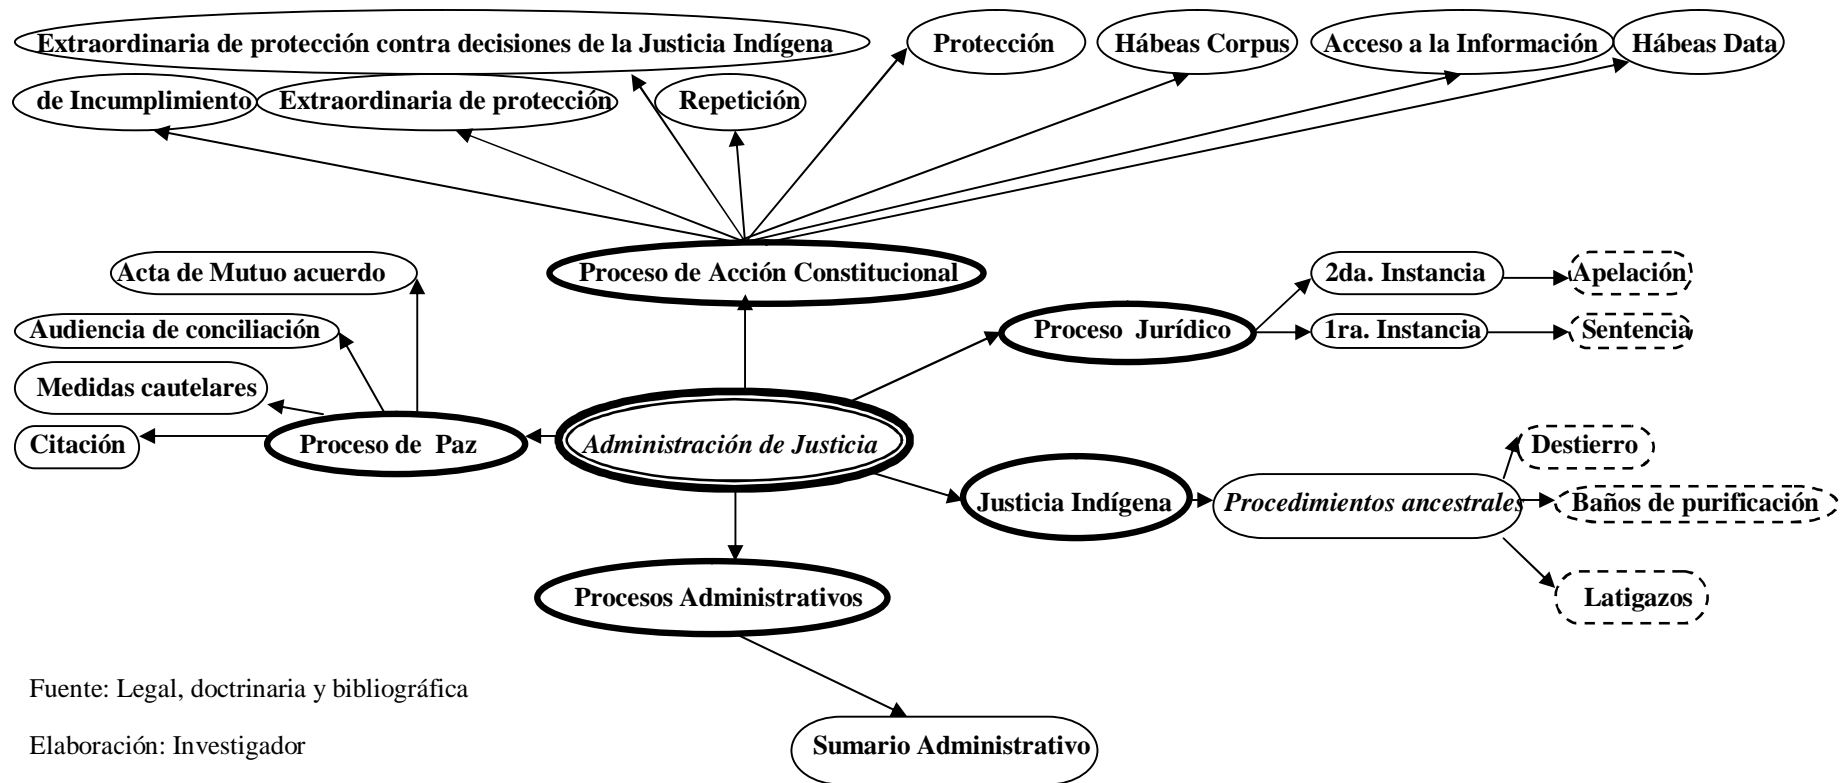 Extraordinaria de protección contra decisiones de la Justicia Indígena
Protección
Hábeas Corpus
Acceso a la Información
Hábeas Data
de Incumplimiento
Extraordinaria de protección
Repetición
Proceso de Acción Constitucional
Acta de Mutuo acuerdo
Audiencia de conciliación
Medidas cautelares
Citación
Proceso de Paz
Administración de Justicia
Proceso Jurídico
2da. Instancia
Apelación
1ra. Instancia
Sentencia
Justicia Indígena
Procedimientos ancestrales
Destierro
Baños de purificación
Latigazos
Procesos Administrativos
Sumario Administrativo
Fuente: Legal, doctrinaria y bibliográfica
Elaboración: Investigador